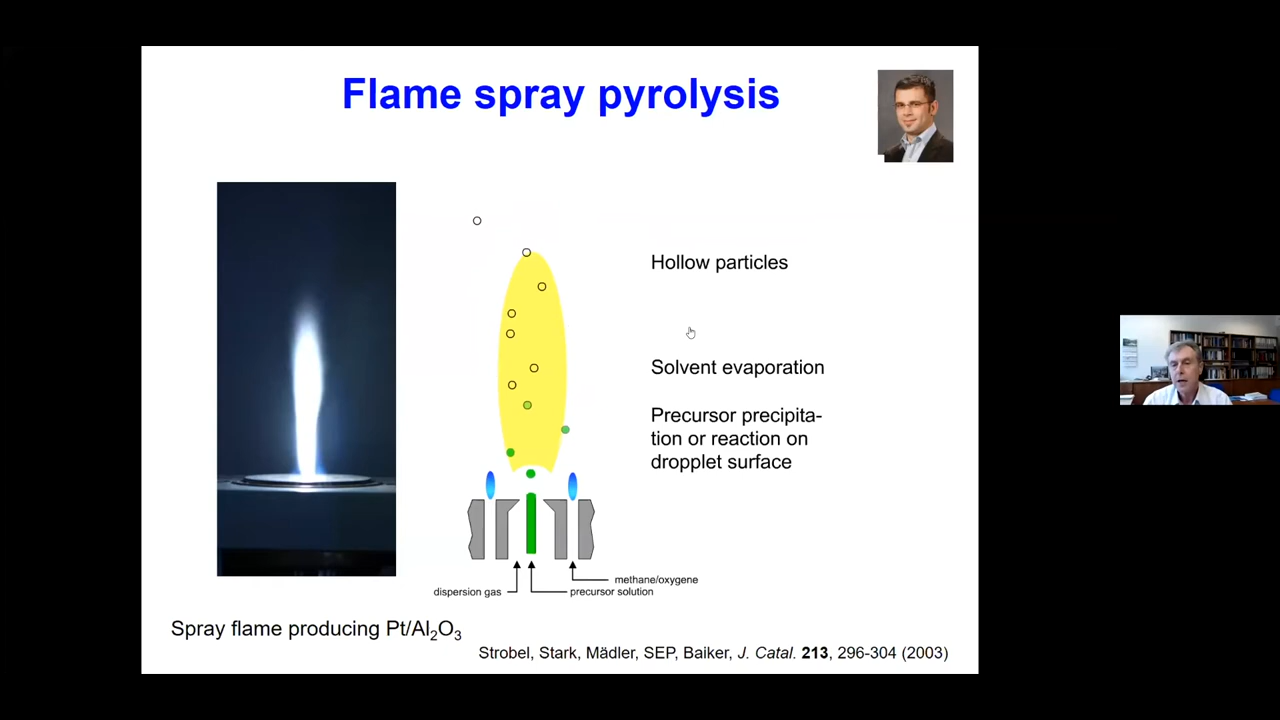 Flame spray pyrolysis
Hollow particles
Solvent evaporation
Precursor precipita-
tion or reaction on
dropplet surface
methane/oxygene
dispersion gas
precursor solution
Spray flame producing Pt/Al₂O₃
Strobel, Stark, Mädler, SEP, Baiker, J. Catal. 213, 296-304 (2003)